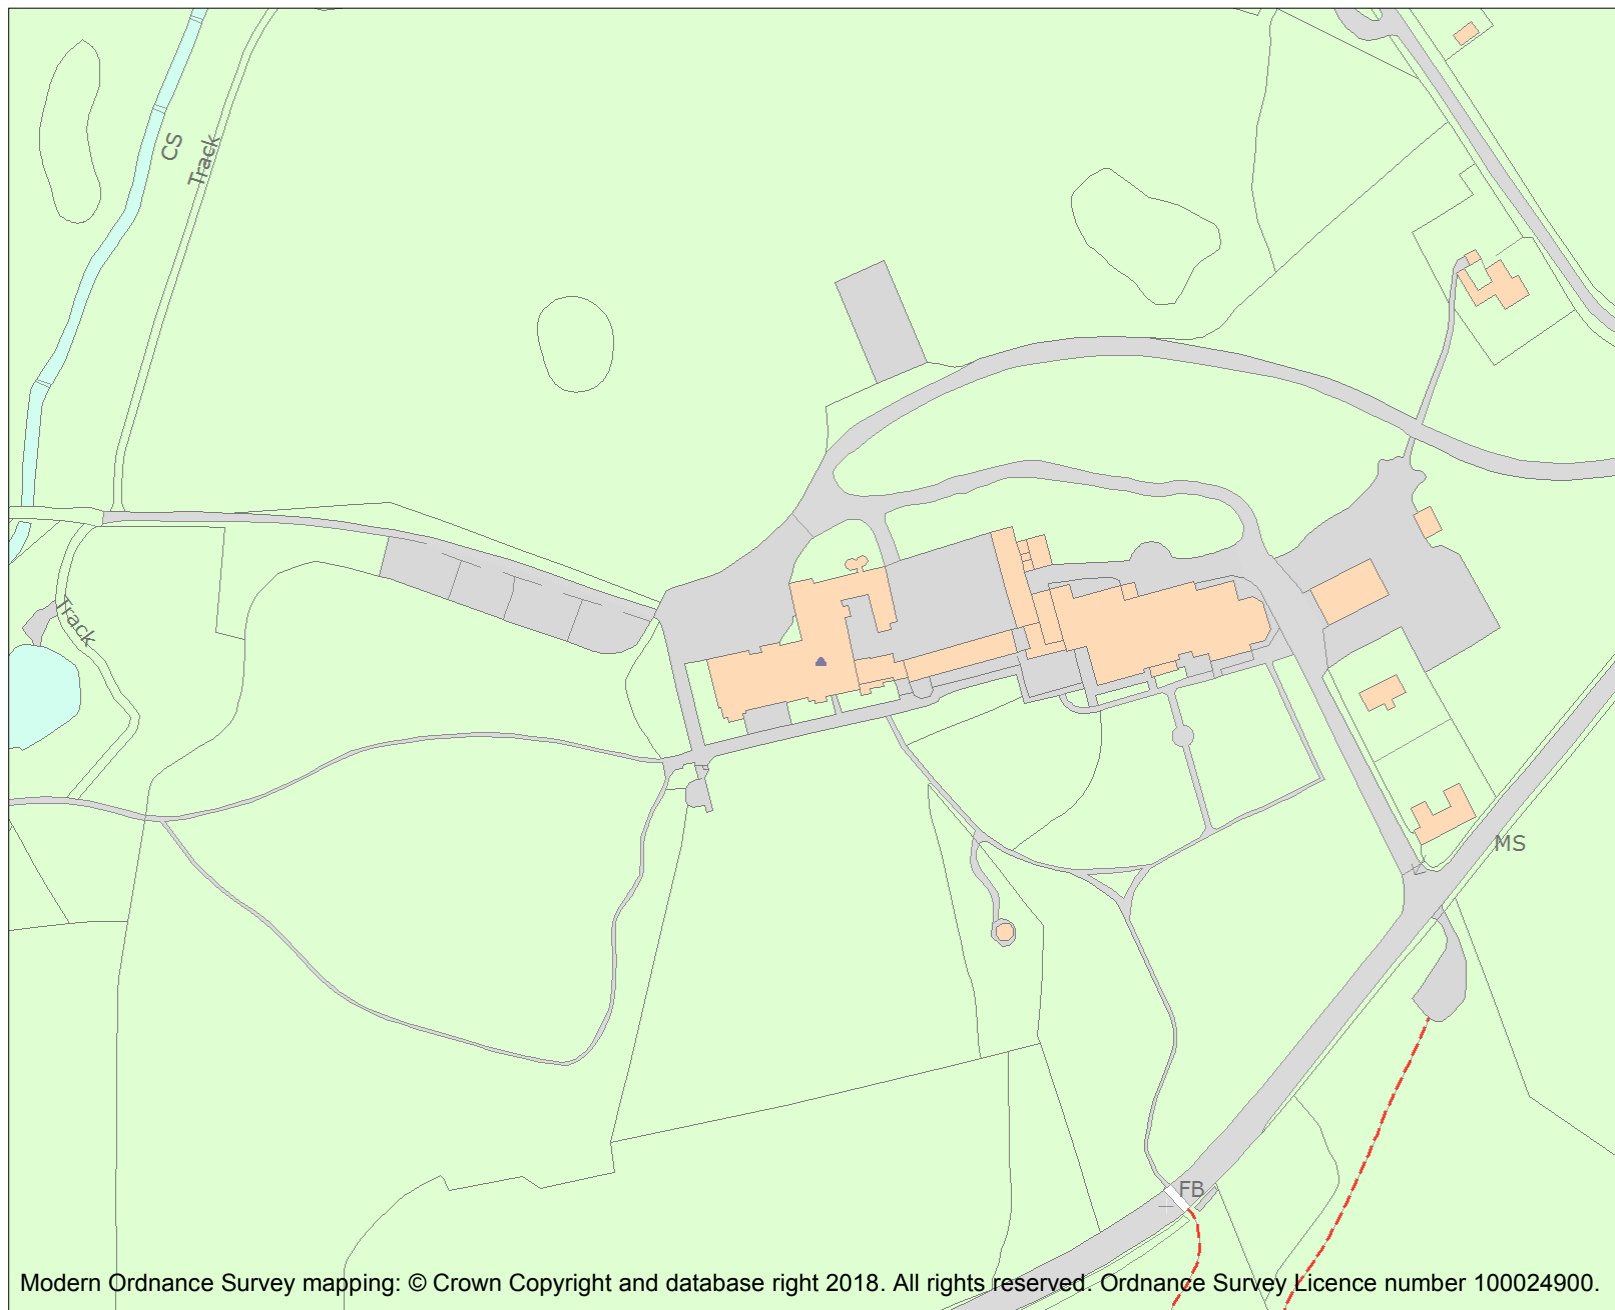 CS
Track
Track
MS
FB
Modern Ordnance Survey mapping: © Crown Copyright and database right 2018. All rights reserved. Ordnance Survey Licence number 100024900.